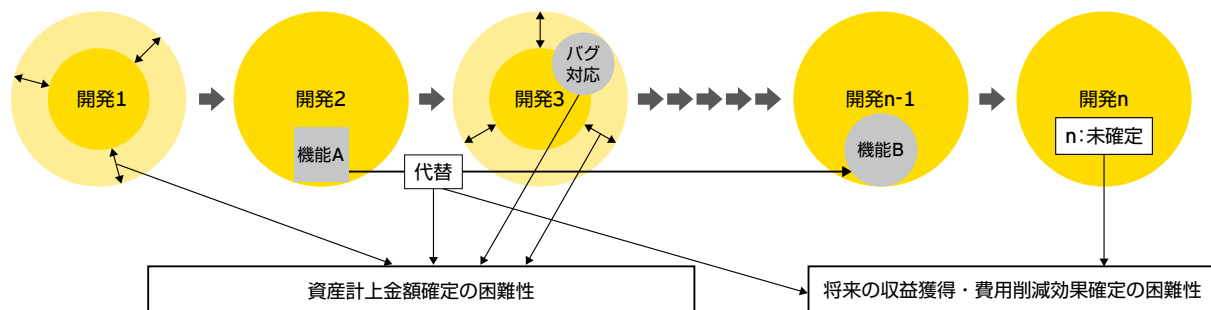 開発1
開発2
機能A
開発3
バグ
対応
開発n-1
機能B
開発n
n：未確定
代替
資産計上金額確定の困難性
将来の収益獲得・費用削減効果確定の困難性